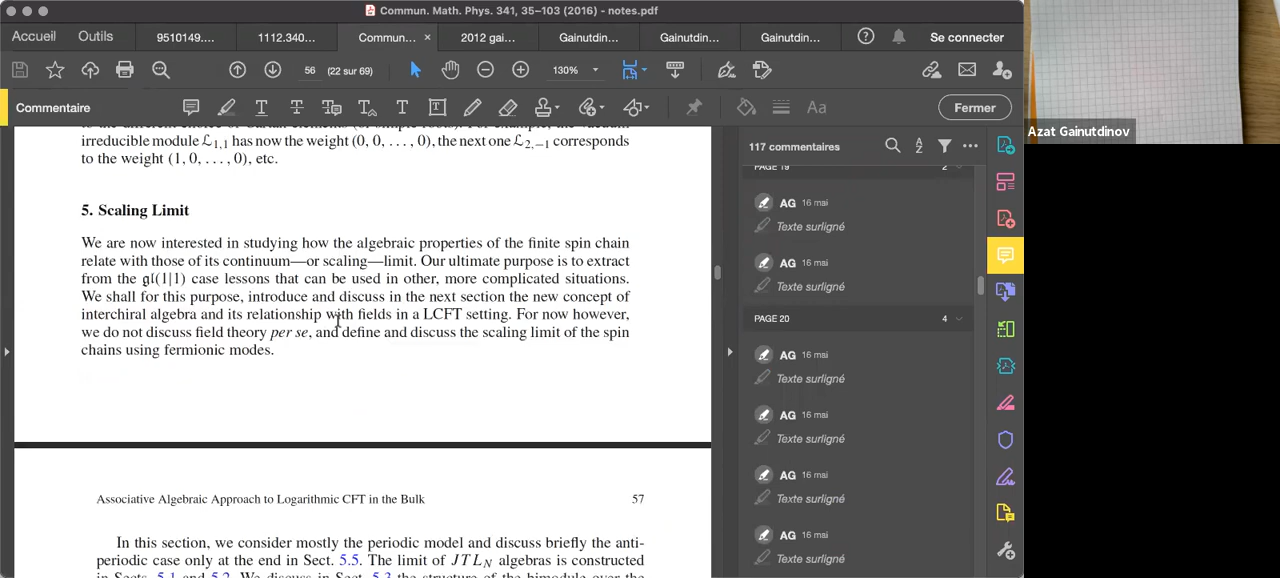 Commun. Math. Phys. 341, 35–103 (2016) - notes.pdf
Accueil Outils 9510149.... 1112.340... Commun... × 2012 gai... Gainutdin... Gainutdin... Gainutdin... Se connecter
56 (22 sur 69) 130%
Commentaire Aa Fermer
irreducible module ℒ1,1 has now the weight (0, 0, . . . , 0), the next one ℒ2,−1 corresponds
to the weight (1, 0, . . . , 0), etc.
5. Scaling Limit
We are now interested in studying how the algebraic properties of the finite spin chain
relate with those of its continuum—or scaling—limit. Our ultimate purpose is to extract
from the 𝔤𝔩(1|1) case lessons that can be used in other, more complicated situations.
We shall for this purpose, introduce and discuss in the next section the new concept of
interchiral algebra and its relationship with fields in a LCFT setting. For now however,
we do not discuss field theory per se, and define and discuss the scaling limit of the spin
chains using fermionic modes.
Associative Algebraic Approach to Logarithmic CFT in the Bulk 57
In this section, we consider mostly the periodic model and discuss briefly the anti-
periodic case only at the end in Sect. 5.5. The limit of JTL_N algebras is constructed
in Sects. 5.1 and 5.2. We discuss in Sect. 5.3 the structure of the bimodule over the
117 commentaires
PAGE 19 2
AG 16 mai
Texte surligné
AG 16 mai
Texte surligné
PAGE 20 4
AG 16 mai
Texte surligné
AG 16 mai
Texte surligné
AG 16 mai
Texte surligné
AG 16 mai
Texte surligné
Azat Gainutdinov